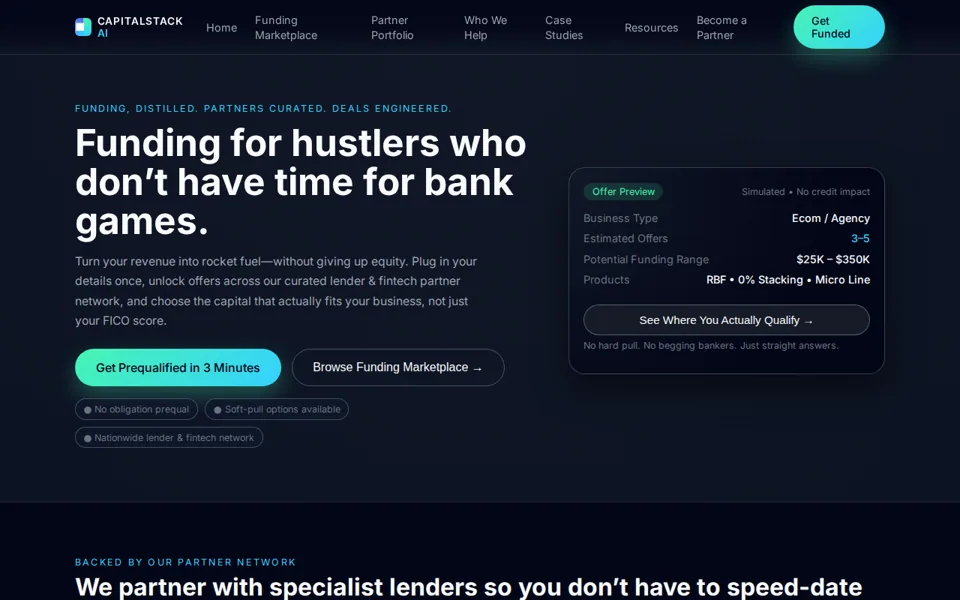 CAPITALSTACK
AI
Home
Funding
Marketplace
Partner
Portfolio
Who We
Help
Case
Studies
Resources
Become a
Partner
Get
Funded
FUNDING, DISTILLED. PARTNERS CURATED. DEALS ENGINEERED.
Funding for hustlers who
don’t have time for bank
games.
Turn your revenue into rocket fuel—without giving up equity. Plug in your
details once, unlock offers across our curated lender & fintech partner
network, and choose the capital that actually fits your business, not just
your FICO score.
Get Prequalified in 3 Minutes
Browse Funding Marketplace →
No obligation prequal
Soft-pull options available
Nationwide lender & fintech network
Offer Preview
Simulated • No credit impact
Business Type
Ecom / Agency
Estimated Offers
3–5
Potential Funding Range
$25K – $350K
Products
RBF • 0% Stacking • Micro Line
See Where You Actually Qualify →
No hard pull. No begging bankers. Just straight answers.
BACKED BY OUR PARTNER NETWORK
We partner with specialist lenders so you don’t have to speed-date